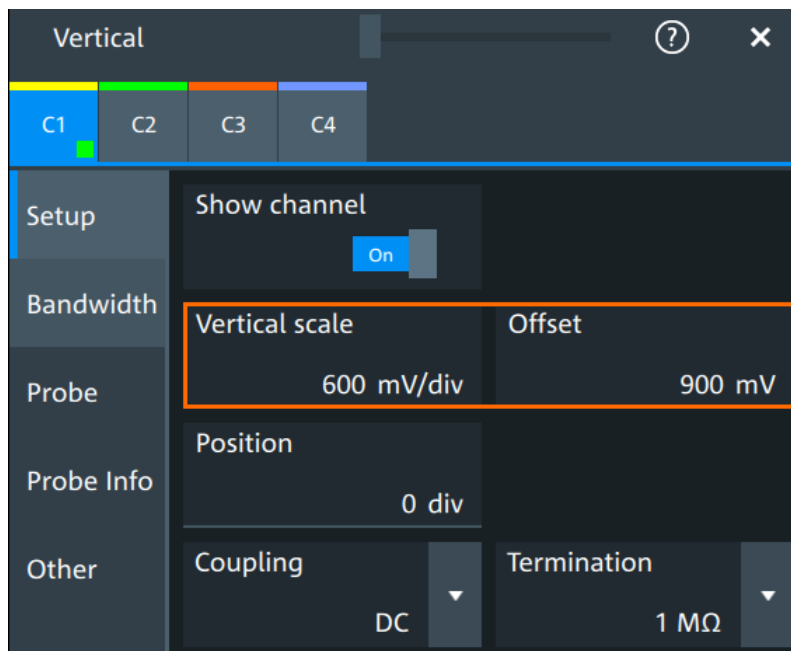 Vertical
?
C1 C2 C3 C4
Setup
Show channel
On
Bandwidth
Vertical scale
600 mV/div
Offset
900 mV
Probe
Position
0 div
Probe Info
Other
Coupling
DC
Termination
1 MΩ